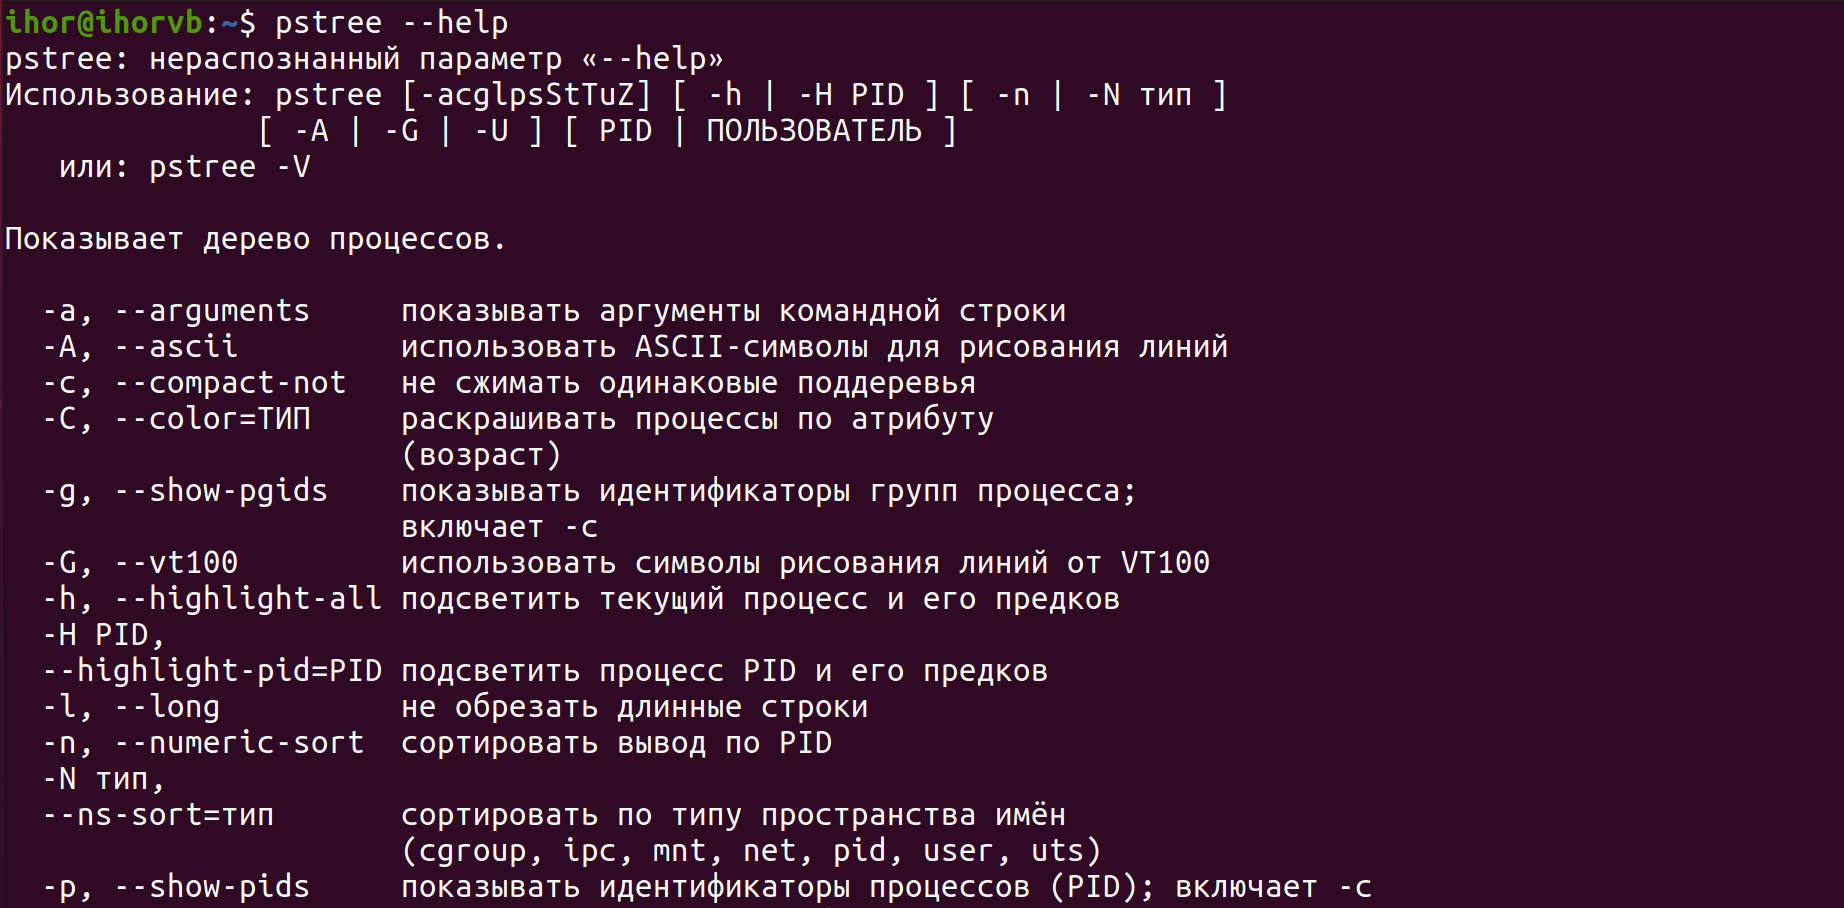 ihor@ihorvb:~$ pstree --help
pstree: нераспознанный параметр «--help»
Использование: pstree [-acglpsStTuZ] [ -h | -H PID ] [ -n | -N тип ]
              [ -A | -G | -U ] [ PID | ПОЛЬЗОВАТЕЛЬ ]
   или: pstree -V

Показывает дерево процессов.

  -a, --arguments     показывать аргументы командной строки
  -A, --ascii         использовать ASCII-символы для рисования линий
  -c, --compact-not   не сжимать одинаковые поддеревья
  -C, --color=ТИП     раскрашивать процессы по атрибуту
                      (возраст)
  -g, --show-pgids    показывать идентификаторы групп процесса;
                      включает -c
  -G, --vt100         использовать символы рисования линий от VT100
  -h, --highlight-all подсветить текущий процесс и его предков
  -H PID,
  --highlight-pid=PID подсветить процесс PID и его предков
  -l, --long          не обрезать длинные строки
  -n, --numeric-sort  сортировать вывод по PID
  -N тип,
  --ns-sort=тип       сортировать по типу пространства имён
                      (cgroup, ipc, mnt, net, pid, user, uts)
  -p, --show-pids     показывать идентификаторы процессов (PID); включает -c